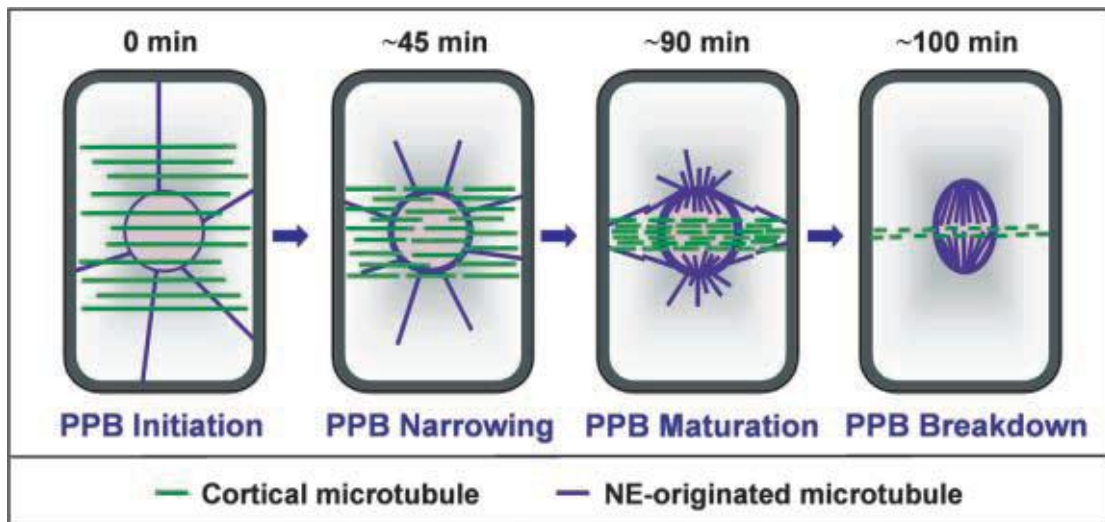 0 min ~45 min ~90 min ~100 min
PPB Initiation PPB Narrowing PPB Maturation PPB Breakdown
Cortical microtubule NE-originated microtubule